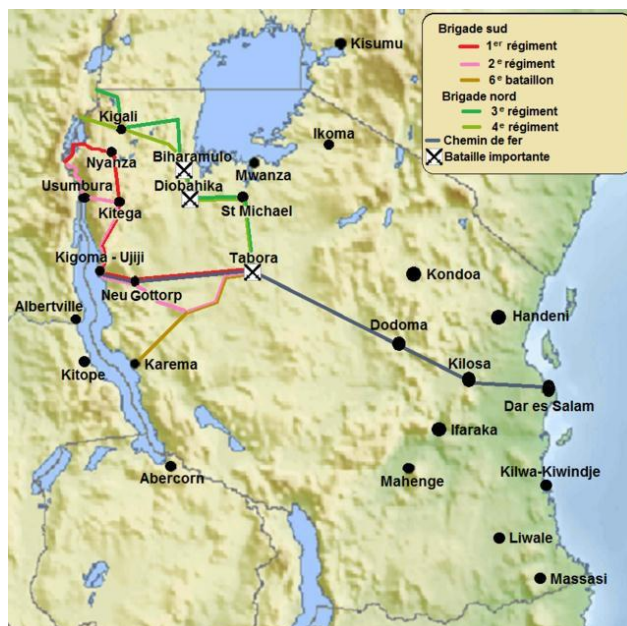 Brigade sud
1er régiment
2e régiment
6e bataillon
Brigade nord
3e régiment
4e régiment
Chemin de fer
Bataille importante
Kisumu
Kigali
Ikoma
Nyanza
Biharamulo
Mwanza
Usumbura
Diobahika
Kitega
St Michael
Kigoma - Ujiji
Tabora
Kondoa
Neu Gottorp
Albertville
Handeni
Dodoma
Karema
Kilosa
Kitope
Dar es Salam
Ifaraka
Abercorn
Mahenge
Kilwa-Kiwindje
Liwale
Massasi